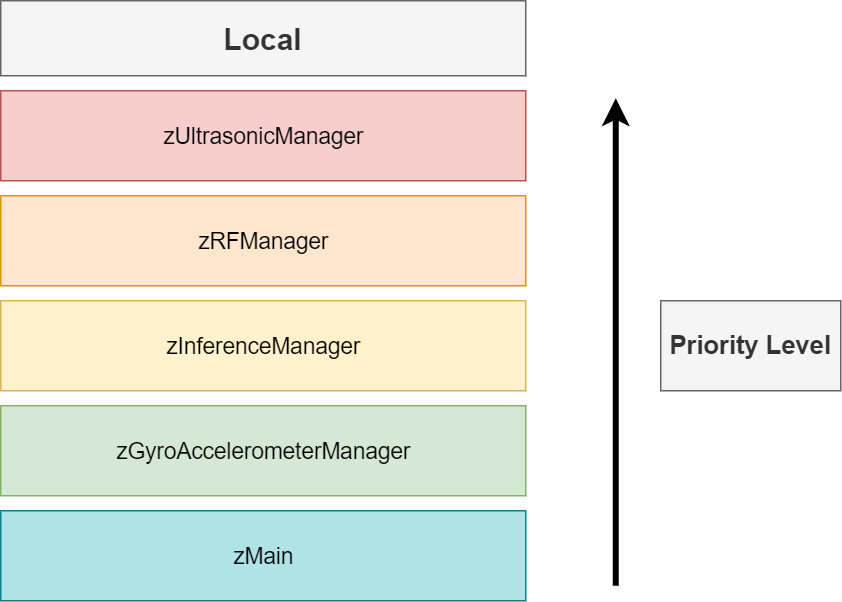 Local
zUltrasonicManager
zRFManager
zInferenceManager
Priority Level
zGyroAccelerometerManager
zMain